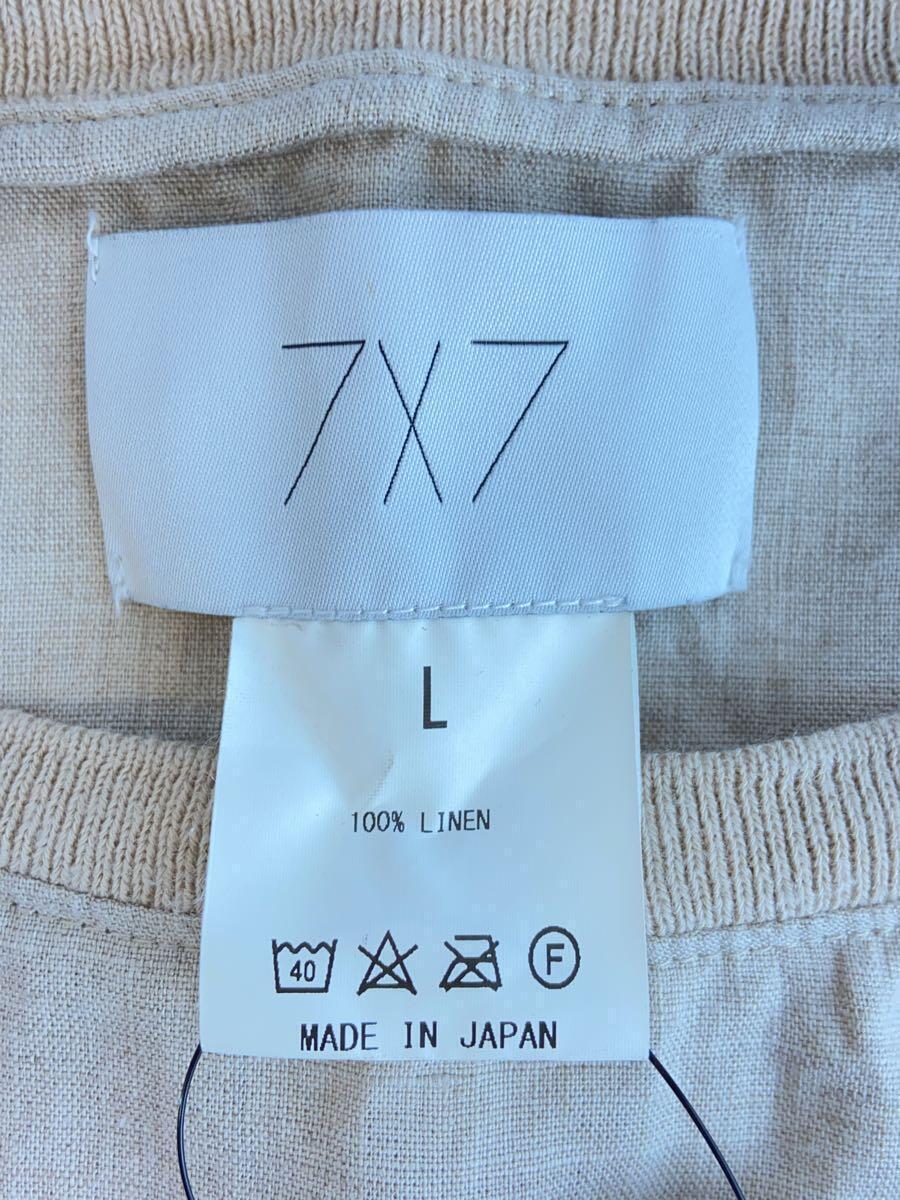 7X7
L
100% LINEN
40 F
MADE IN JAPAN